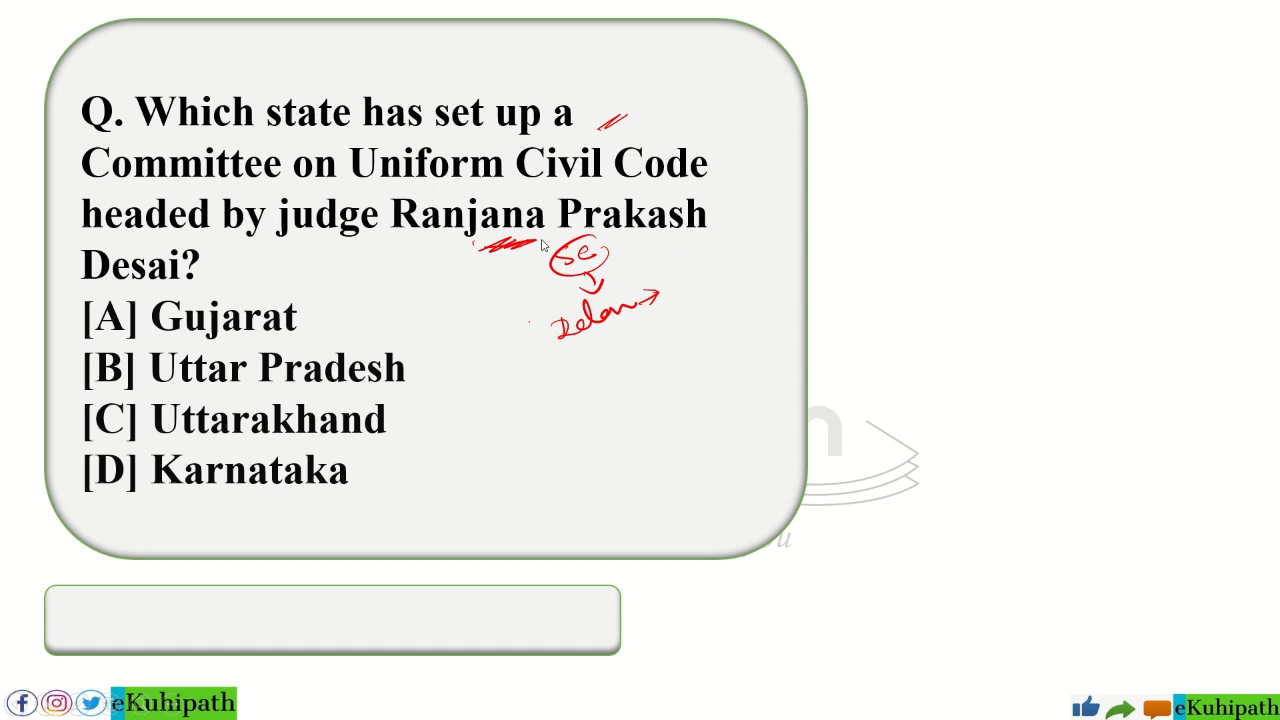 Q. Which state has set up a
Committee on Uniform Civil Code
headed by judge Ranjana Prakash
Desai?
[A] Gujarat
[B] Uttar Pradesh
[C] Uttarakhand
[D] Karnataka
eKuhipath
eKuhipath